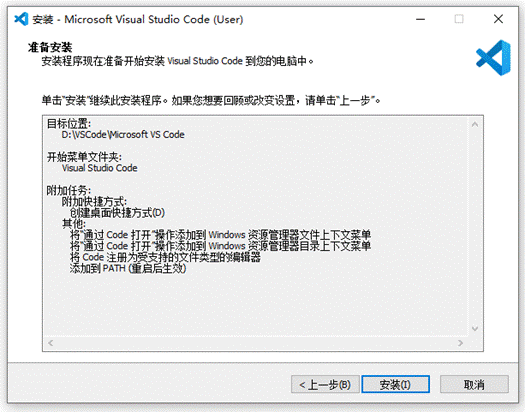 安装 - Microsoft Visual Studio Code (User)
准备安装
安装程序现在准备开始安装 Visual Studio Code 到您的电脑中。
单击“安装”继续此安装程序。如果您想要回顾或改变设置，请单击“上一步”。
目标位置:
D:\VSCode\Microsoft VS Code
开始菜单文件夹:
Visual Studio Code
附加任务:
附加快捷方式:
创建桌面快捷方式(D)
其他:
将“通过 Code 打开”操作添加到 Windows 资源管理器文件上下文菜单
将“通过 Code 打开”操作添加到 Windows 资源管理器目录上下文菜单
将 Code 注册为受支持的文件类型的编辑器
添加到 PATH (重启后生效)
< 上一步(B)
安装(I)
取消